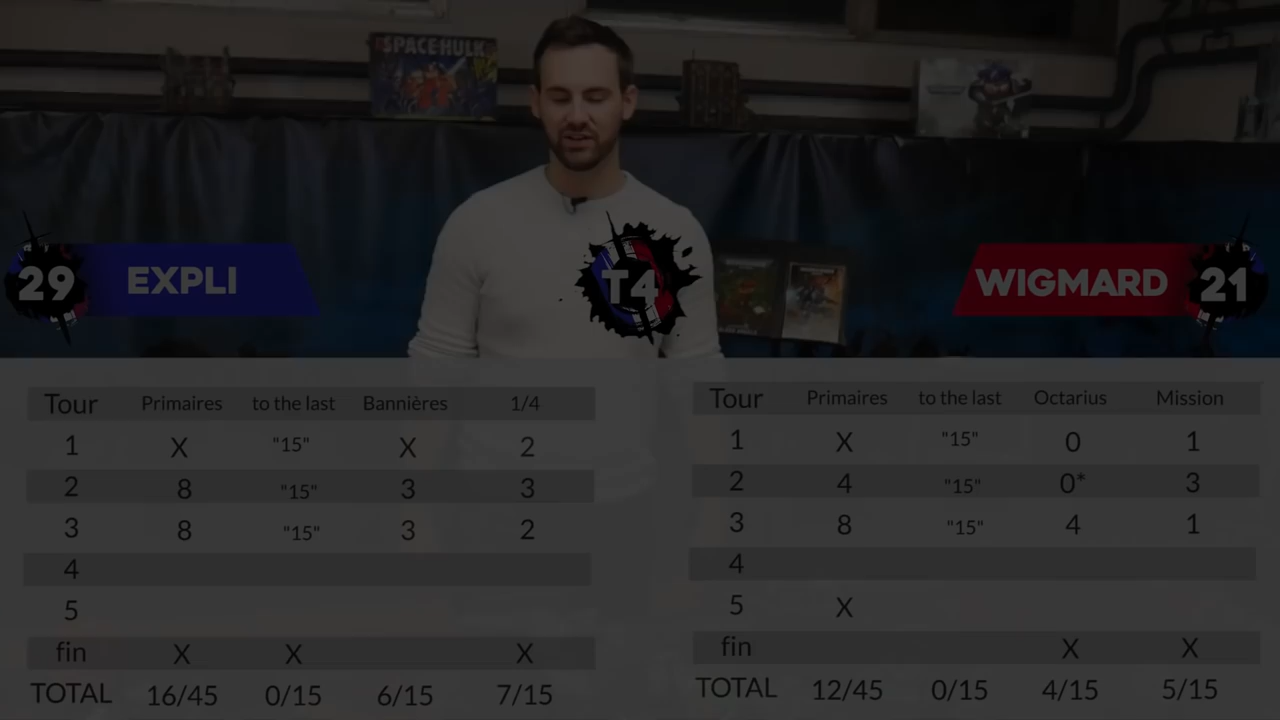 SPACE HULK
29 EXPLI T4 WIGMARD 21
Tour Primaires to the last Bannières 1/4
1 X "15" X 2
2 8 "15" 3 3
3 8 "15" 3 2
4
5
fin X X X
TOTAL 16/45 0/15 6/15 7/15
Tour Primaires to the last Octarius Mission
1 X "15" 0 1
2 4 "15" 0* 3
3 8 "15" 4 1
4
5 X
fin X X
TOTAL 12/45 0/15 4/15 5/15